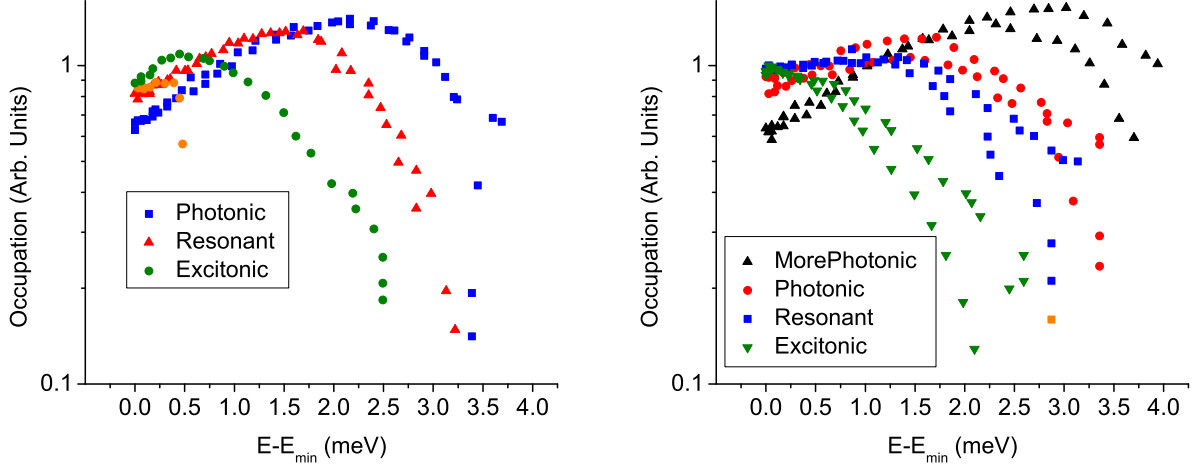 1
0.1
Occupation (Arb. Units)
Photonic
Resonant
Excitonic
0.0 0.5 1.0 1.5 2.0 2.5 3.0 3.5 4.0
E-Emin (meV)
1
0.1
Occupation (Arb. Units)
MorePhotonic
Photonic
Resonant
Excitonic
0.0 0.5 1.0 1.5 2.0 2.5 3.0 3.5 4.0
E-Emin (meV)